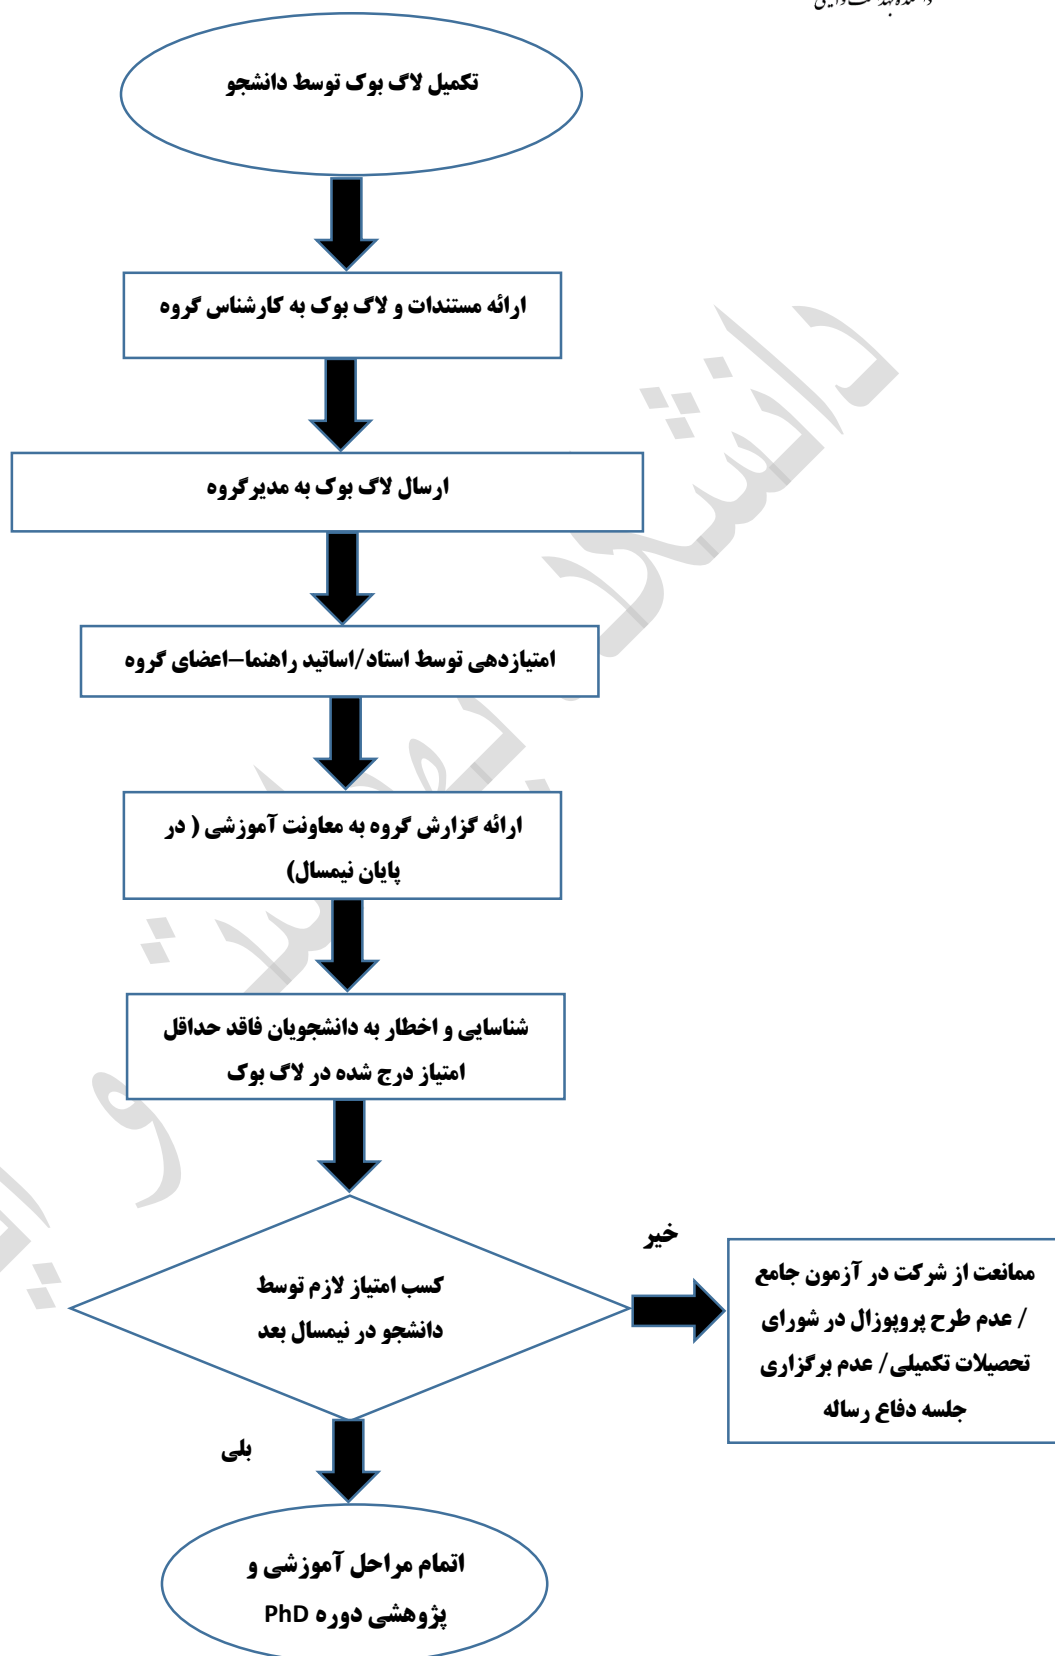 تکمیل لاگ بوک توسط دانشجو
ارائه مستندات و لاگ بوک به کارشناس گروه
ارسال لاگ بوک به مدیرگروه
امتیازدهی توسط استاد/اساتید راهنما-اعضای گروه
ارائه گزارش گروه به معاونت آموزشی ( در
پایان نیمسال)
شناسایی و اخطار به دانشجویان فاقد حداقل
امتیاز درج شده در لاگ بوک
کسب امتیاز لازم توسط
دانشجو در نیمسال بعد
خیر
ممانعت از شرکت در آزمون جامع
/ عدم طرح پروپوزال در شورای
تحصیلات تکمیلی/ عدم برگزاری
جلسه دفاع رساله
بلی
اتمام مراحل آموزشی و
پژوهشی دوره PhD